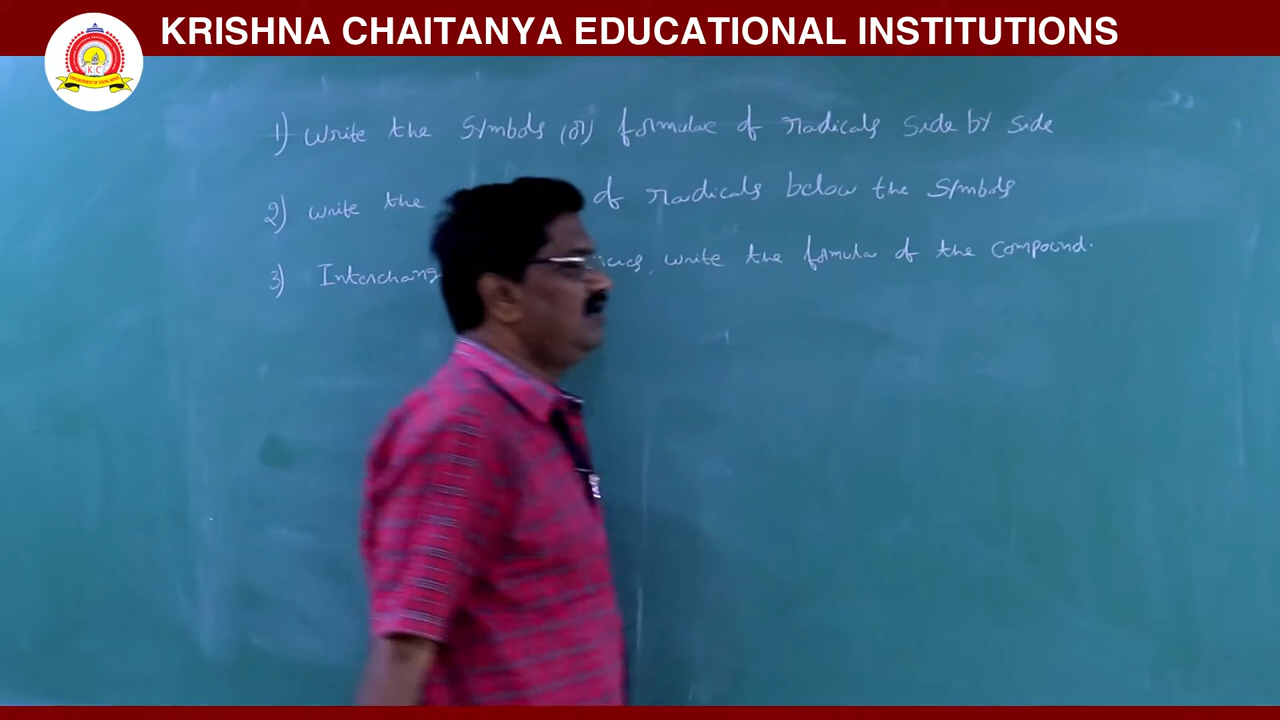 KRISHNA CHAITANYA EDUCATIONAL INSTITUTIONS
K C
1) Write the Symbols (or) formulae of radicals Side by Side
2) write the of radicals below the Symbols
3) Interchang write the formula of the compound.